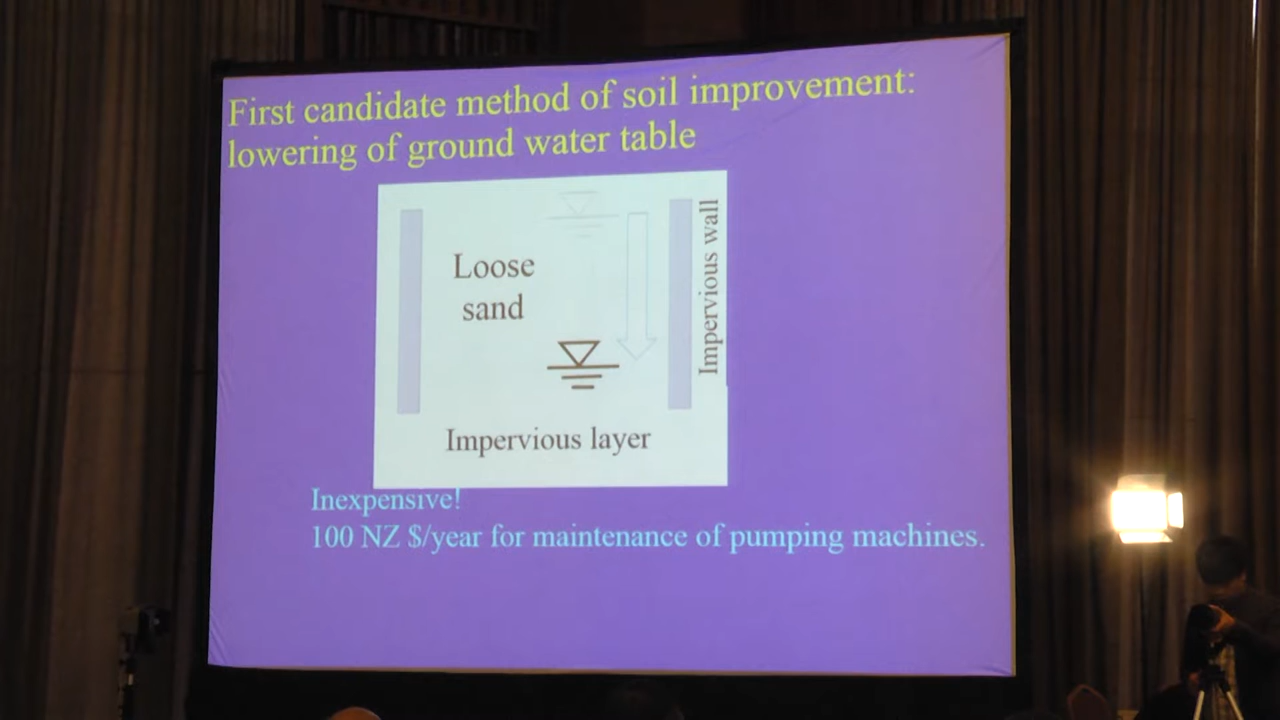 First candidate method of soil improvement:
lowering of ground water table
Loose
sand
Impervious wall
Impervious layer
Inexpensive!
100 NZ $/year for maintenance of pumping machines.